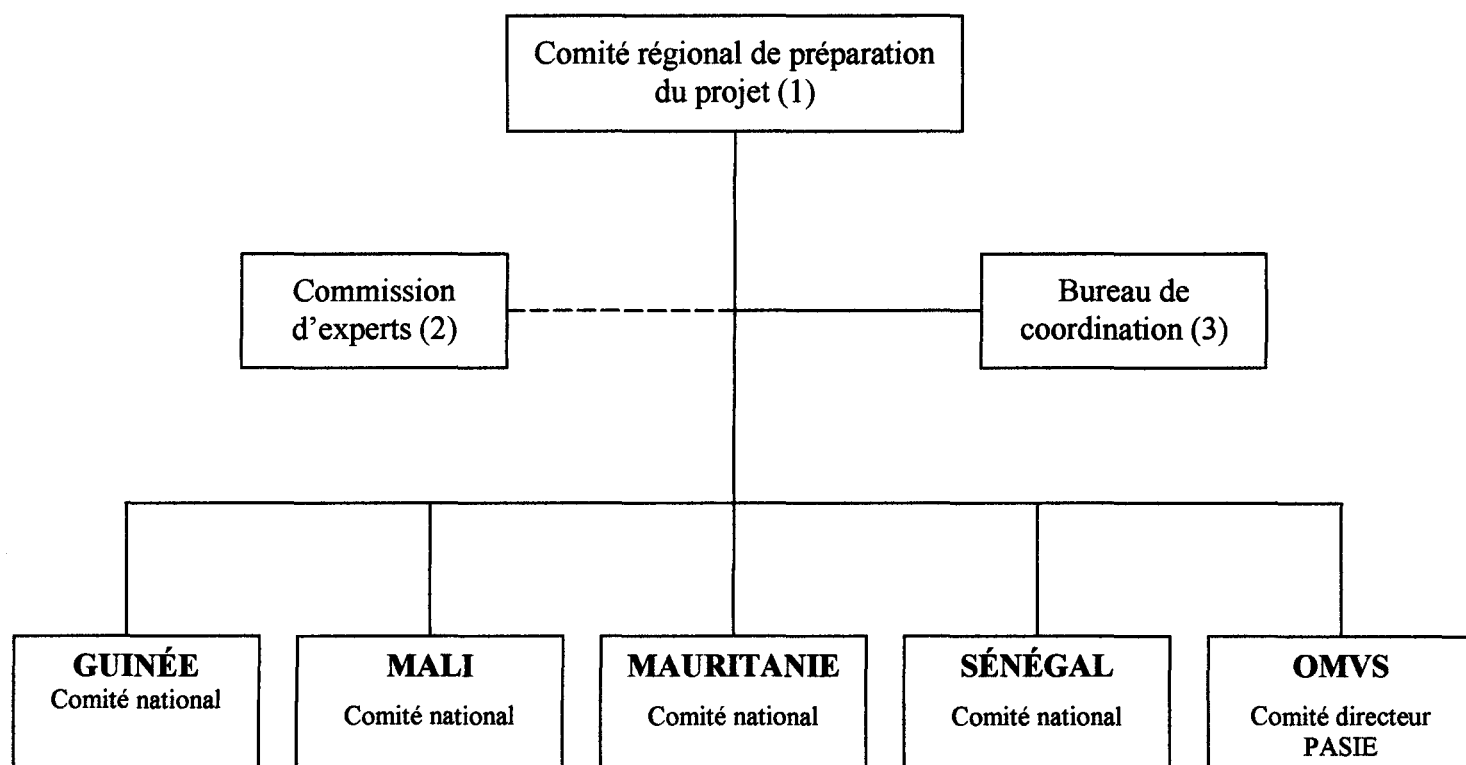 Comité régional de préparation
du projet (1)
Commission
d'experts (2)
Bureau de
coordination (3)
GUINÉE
Comité national
MALI
Comité national
MAURITANIE
Comité national
SÉNÉGAL
Comité national
OMVS
Comité directeur
PASIE